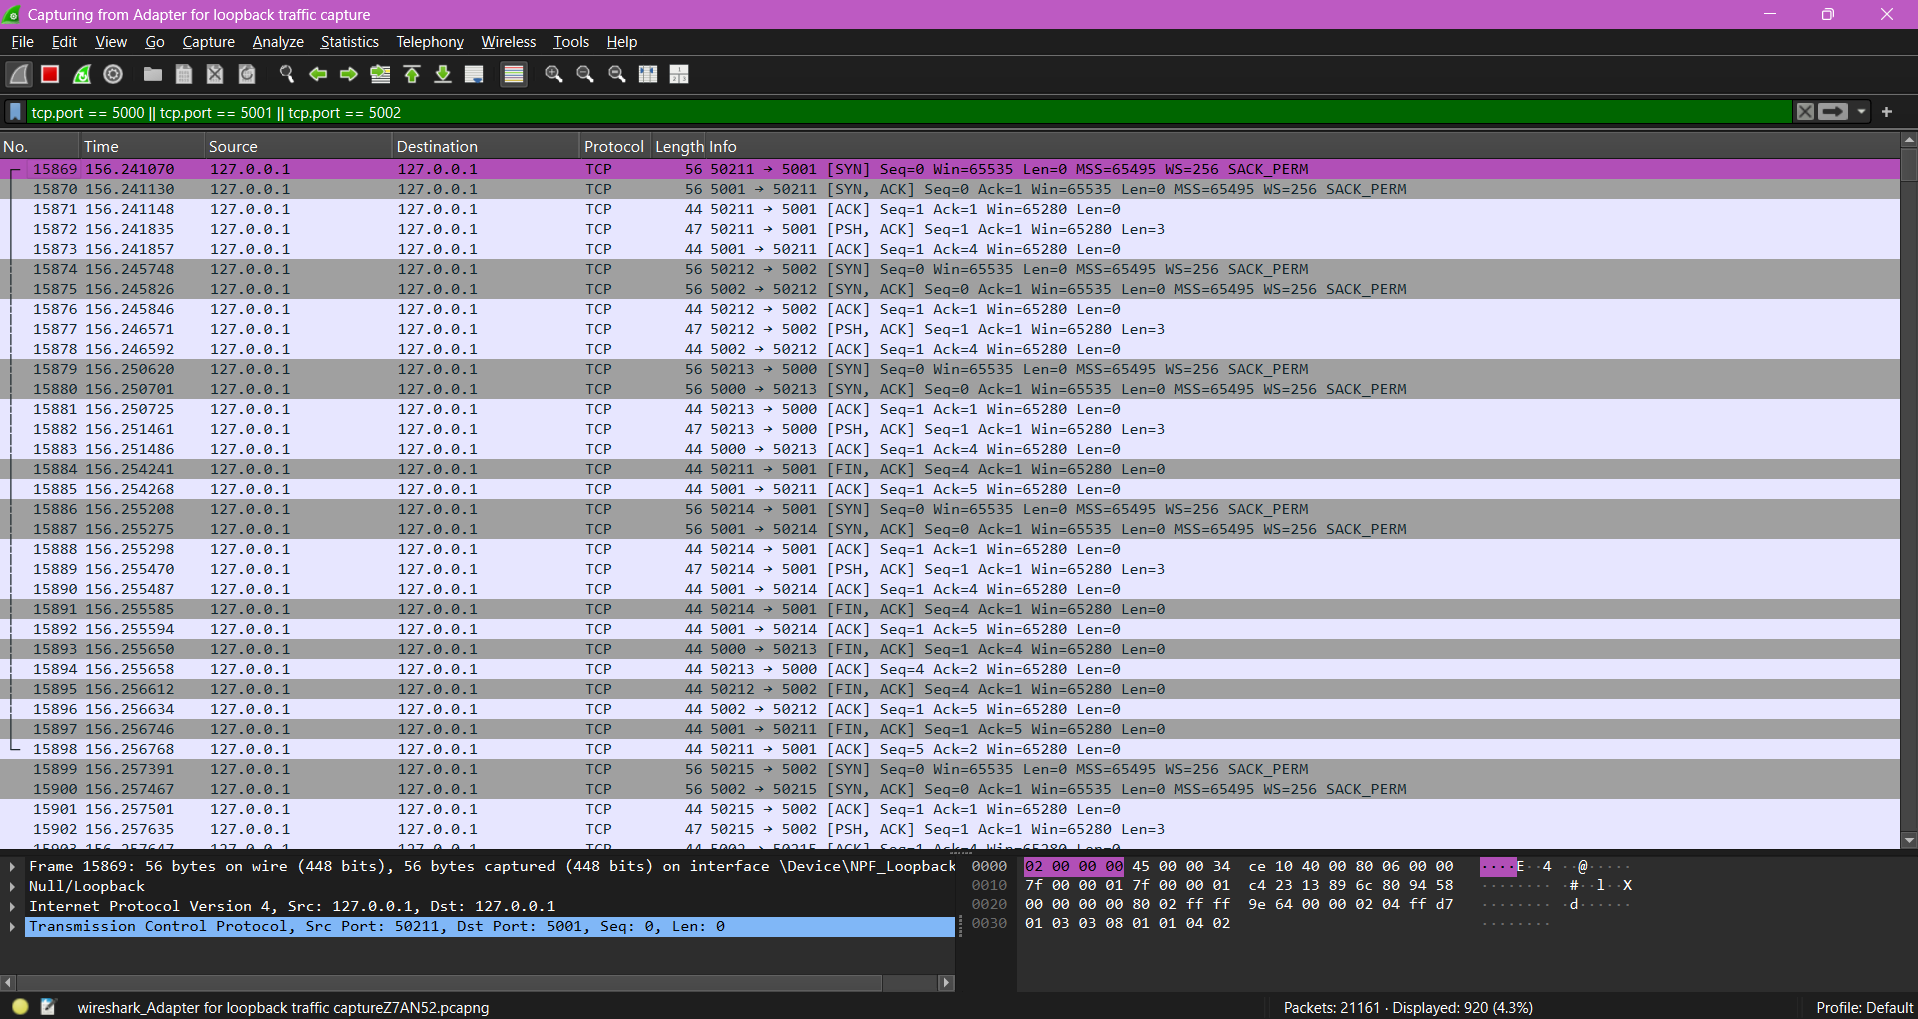 Capturing from Adapter for loopback traffic capture
File Edit View Go Capture Analyze Statistics Telephony Wireless Tools Help
tcp.port == 5000 || tcp.port == 5001 || tcp.port == 5002
No. Time Source Destination Protocol Length Info
15869 156.241070 127.0.0.1 127.0.0.1 TCP 56 50211 → 5001 [SYN] Seq=0 Win=65535 Len=0 MSS=65495 WS=256 SACK_PERM
15870 156.241130 127.0.0.1 127.0.0.1 TCP 56 5001 → 50211 [SYN, ACK] Seq=0 Ack=1 Win=65535 Len=0 MSS=65495 WS=256 SACK_PERM
15871 156.241148 127.0.0.1 127.0.0.1 TCP 44 50211 → 5001 [ACK] Seq=1 Ack=1 Win=65280 Len=0
15872 156.241835 127.0.0.1 127.0.0.1 TCP 47 50211 → 5001 [PSH, ACK] Seq=1 Ack=1 Win=65280 Len=3
15873 156.241857 127.0.0.1 127.0.0.1 TCP 44 5001 → 50211 [ACK] Seq=1 Ack=4 Win=65280 Len=0
15874 156.245748 127.0.0.1 127.0.0.1 TCP 56 50212 → 5002 [SYN] Seq=0 Win=65535 Len=0 MSS=65495 WS=256 SACK_PERM
15875 156.245826 127.0.0.1 127.0.0.1 TCP 56 5002 → 50212 [SYN, ACK] Seq=0 Ack=1 Win=65535 Len=0 MSS=65495 WS=256 SACK_PERM
15876 156.245846 127.0.0.1 127.0.0.1 TCP 44 50212 → 5002 [ACK] Seq=1 Ack=1 Win=65280 Len=0
15877 156.246571 127.0.0.1 127.0.0.1 TCP 47 50212 → 5002 [PSH, ACK] Seq=1 Ack=1 Win=65280 Len=3
15878 156.246592 127.0.0.1 127.0.0.1 TCP 44 5002 → 50212 [ACK] Seq=1 Ack=4 Win=65280 Len=0
15879 156.250620 127.0.0.1 127.0.0.1 TCP 56 50213 → 5000 [SYN] Seq=0 Win=65535 Len=0 MSS=65495 WS=256 SACK_PERM
15880 156.250701 127.0.0.1 127.0.0.1 TCP 56 5000 → 50213 [SYN, ACK] Seq=0 Ack=1 Win=65535 Len=0 MSS=65495 WS=256 SACK_PERM
15881 156.250725 127.0.0.1 127.0.0.1 TCP 44 50213 → 5000 [ACK] Seq=1 Ack=1 Win=65280 Len=0
15882 156.251461 127.0.0.1 127.0.0.1 TCP 47 50213 → 5000 [PSH, ACK] Seq=1 Ack=1 Win=65280 Len=3
15883 156.251486 127.0.0.1 127.0.0.1 TCP 44 5000 → 50213 [ACK] Seq=1 Ack=4 Win=65280 Len=0
15884 156.254241 127.0.0.1 127.0.0.1 TCP 44 50211 → 5001 [FIN, ACK] Seq=4 Ack=1 Win=65280 Len=0
15885 156.254268 127.0.0.1 127.0.0.1 TCP 44 5001 → 50211 [ACK] Seq=1 Ack=5 Win=65280 Len=0
15886 156.255208 127.0.0.1 127.0.0.1 TCP 56 50214 → 5001 [SYN] Seq=0 Win=65535 Len=0 MSS=65495 WS=256 SACK_PERM
15887 156.255275 127.0.0.1 127.0.0.1 TCP 56 5001 → 50214 [SYN, ACK] Seq=0 Ack=1 Win=65535 Len=0 MSS=65495 WS=256 SACK_PERM
15888 156.255298 127.0.0.1 127.0.0.1 TCP 44 50214 → 5001 [ACK] Seq=1 Ack=1 Win=65280 Len=0
15889 156.255470 127.0.0.1 127.0.0.1 TCP 47 50214 → 5001 [PSH, ACK] Seq=1 Ack=1 Win=65280 Len=3
15890 156.255487 127.0.0.1 127.0.0.1 TCP 44 5001 → 50214 [ACK] Seq=1 Ack=4 Win=65280 Len=0
15891 156.255585 127.0.0.1 127.0.0.1 TCP 44 50214 → 5001 [FIN, ACK] Seq=4 Ack=1 Win=65280 Len=0
15892 156.255594 127.0.0.1 127.0.0.1 TCP 44 5001 → 50214 [ACK] Seq=1 Ack=5 Win=65280 Len=0
15893 156.255650 127.0.0.1 127.0.0.1 TCP 44 5000 → 50213 [FIN, ACK] Seq=1 Ack=4 Win=65280 Len=0
15894 156.255658 127.0.0.1 127.0.0.1 TCP 44 50213 → 5000 [ACK] Seq=4 Ack=2 Win=65280 Len=0
15895 156.256612 127.0.0.1 127.0.0.1 TCP 44 50212 → 5002 [FIN, ACK] Seq=4 Ack=1 Win=65280 Len=0
15896 156.256634 127.0.0.1 127.0.0.1 TCP 44 5002 → 50212 [ACK] Seq=1 Ack=5 Win=65280 Len=0
15897 156.256746 127.0.0.1 127.0.0.1 TCP 44 5001 → 50211 [FIN, ACK] Seq=1 Ack=5 Win=65280 Len=0
15898 156.256768 127.0.0.1 127.0.0.1 TCP 44 50211 → 5001 [ACK] Seq=5 Ack=2 Win=65280 Len=0
15899 156.257391 127.0.0.1 127.0.0.1 TCP 56 50215 → 5002 [SYN] Seq=0 Win=65535 Len=0 MSS=65495 WS=256 SACK_PERM
15900 156.257467 127.0.0.1 127.0.0.1 TCP 56 5002 → 50215 [SYN, ACK] Seq=0 Ack=1 Win=65535 Len=0 MSS=65495 WS=256 SACK_PERM
15901 156.257501 127.0.0.1 127.0.0.1 TCP 44 50215 → 5002 [ACK] Seq=1 Ack=1 Win=65280 Len=0
15902 156.257635 127.0.0.1 127.0.0.1 TCP 47 50215 → 5002 [PSH, ACK] Seq=1 Ack=1 Win=65280 Len=3
Frame 15869: 56 bytes on wire (448 bits), 56 bytes captured (448 bits) on interface \Device\NPF_Loopback
Null/Loopback
Internet Protocol Version 4, Src: 127.0.0.1, Dst: 127.0.0.1
Transmission Control Protocol, Src Port: 50211, Dst Port: 5001, Seq: 0, Len: 0
0000 02 00 00 00 45 00 00 34 ce 10 40 00 80 06 00 00 ····E··4 ··@·····
0010 7f 00 00 01 7f 00 00 01 c4 23 13 89 6c 80 94 58 ········ ·#··l··X
0020 00 00 00 00 80 02 ff ff 9e 64 00 00 02 04 ff d7 ········ ·d······
0030 01 03 03 08 01 01 04 02 ········
wireshark_Adapter for loopback traffic captureZ7AN52.pcapng
Packets: 21161 · Displayed: 920 (4.3%)
Profile: Default